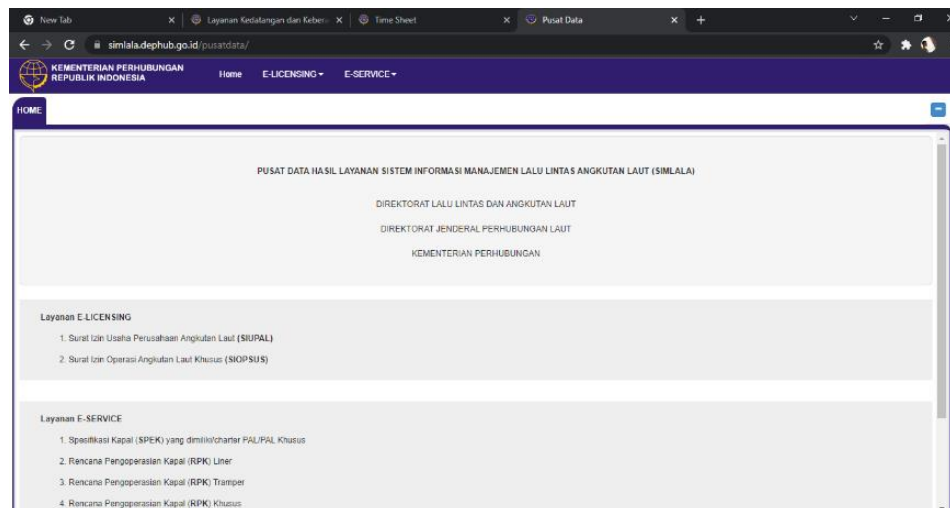 New Tab
Layanan Kedatangan dan Kebera
Time Sheet
Pusat Data
simlala.dephub.go.id/pusatdata/
KEMENTERIAN PERHUBUNGAN
REPUBLIK INDONESIA
Home
E-LICENSING
E-SERVICE
HOME
PUSAT DATA HASIL LAYANAN SISTEM INFORMASI MANAJEMEN LALU LINTAS ANGKUTAN LAUT (SIMLALA)
DIREKTORAT LALU LINTAS DAN ANGKUTAN LAUT
DIREKTORAT JENDERAL PERHUBUNGAN LAUT
KEMENTERIAN PERHUBUNGAN
Layanan E-LICENSING
1. Surat Izin Usaha Perusahaan Angkutan Laut (SIUPAL)
2. Surat Izin Operasi Angkutan Laut Khusus (SIOPSUS)
Layanan E-SERVICE
1. Spesifikasi Kapal (SPEK) yang dimiliki/charter PAL/PAL Khusus
2. Rencana Pengoperasian Kapal (RPK) Liner
3. Rencana Pengoperasian Kapal (RPK) Tramper
4. Rencana Pengoperasian Kapal (RPK) Khusus